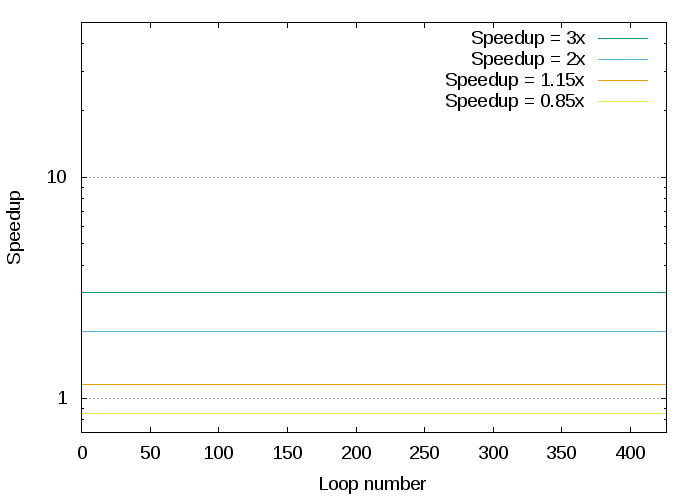 Speedup = 3x
Speedup = 2x
Speedup = 1.15x
Speedup = 0.85x
10
Speedup
1
0 50 100 150 200 250 300 350 400
Loop number